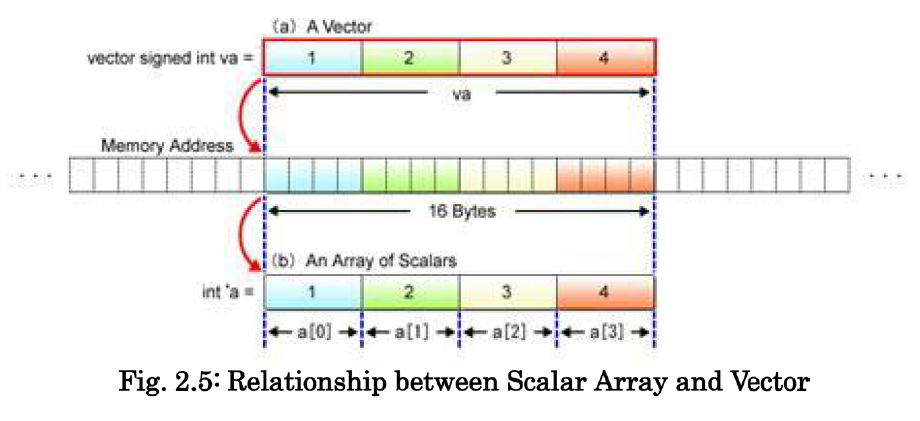 (a) A Vector
vector signed int va =
1 2 3 4
va
Memory Address
··· ···
16 Bytes
(b) An Array of Scalars
int *a =
1 2 3 4
a[0] a[1] a[2] a[3]
Fig. 2.5: Relationship between Scalar Array and Vector